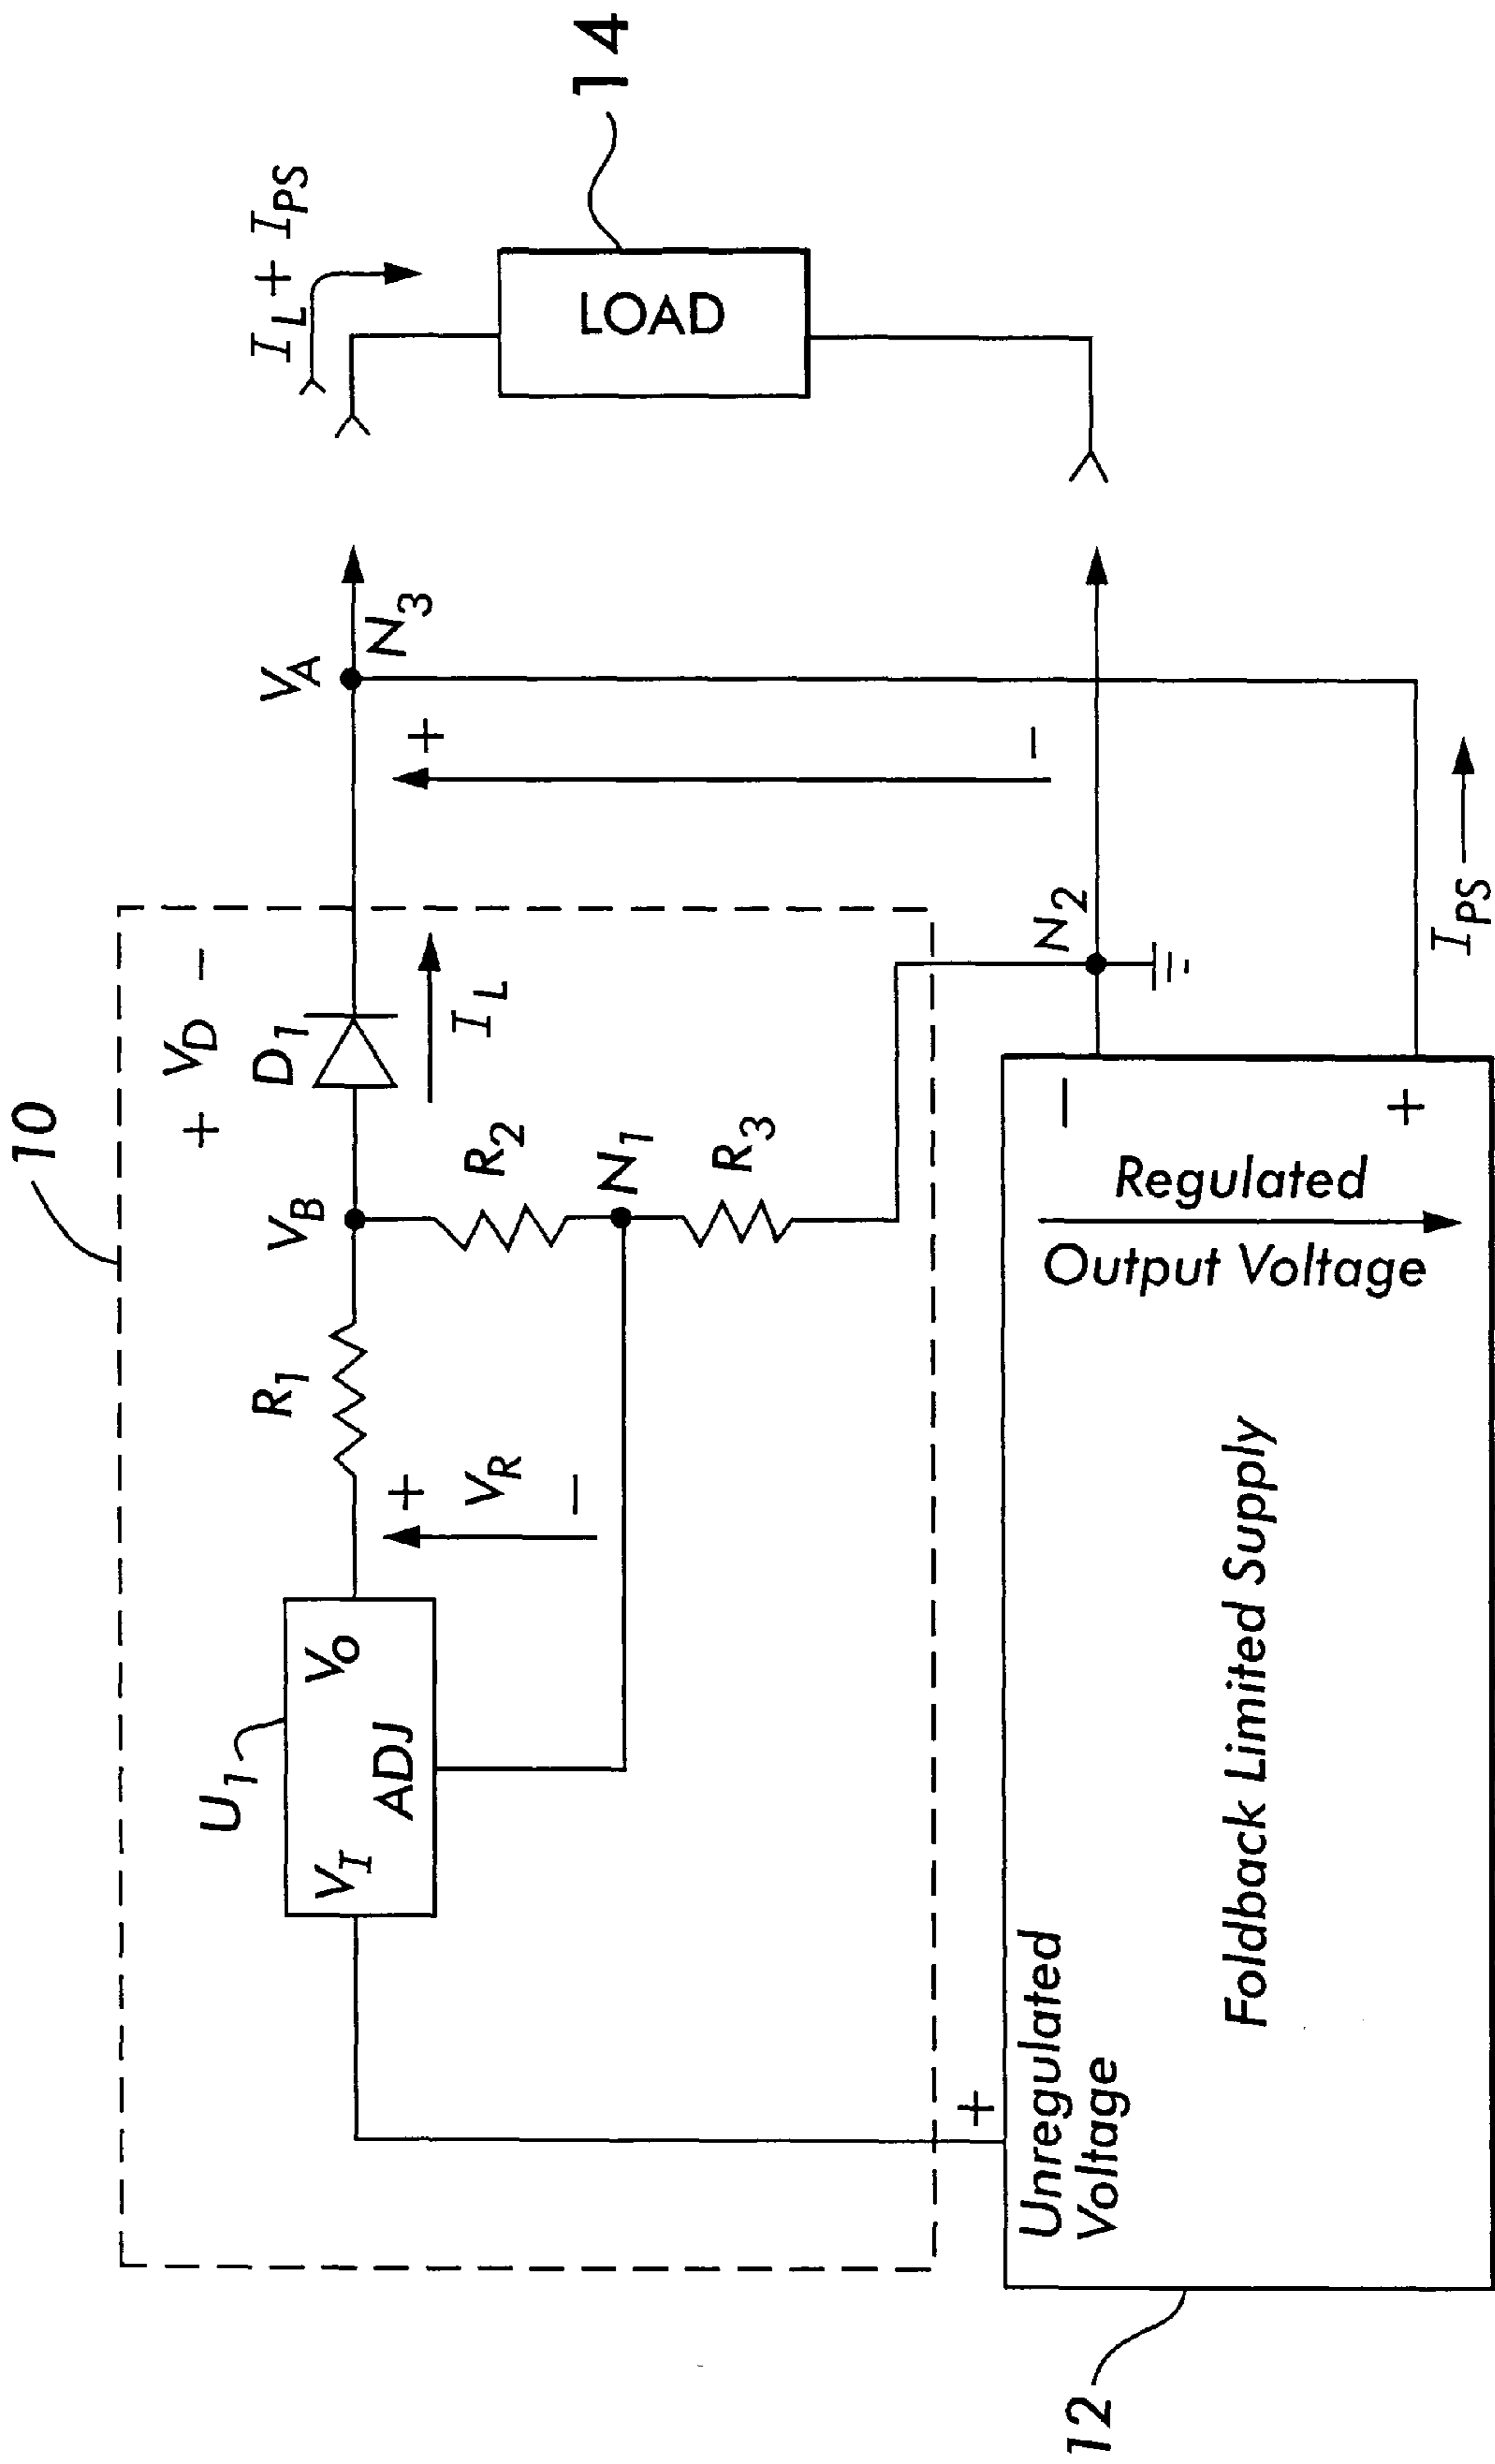 10
+ V_D −
I_L + I_PS
U_1
V_I
V_O
ADJ
R_1
V_B
D_1
V_A
N_3
+
V_R
−
I_L
+
−
R_2
N_1
R_3
LOAD
14
N_2
+
Unregulated
Voltage
Foldback Limited Supply
−
Regulated
Output Voltage
+
I_PS
12